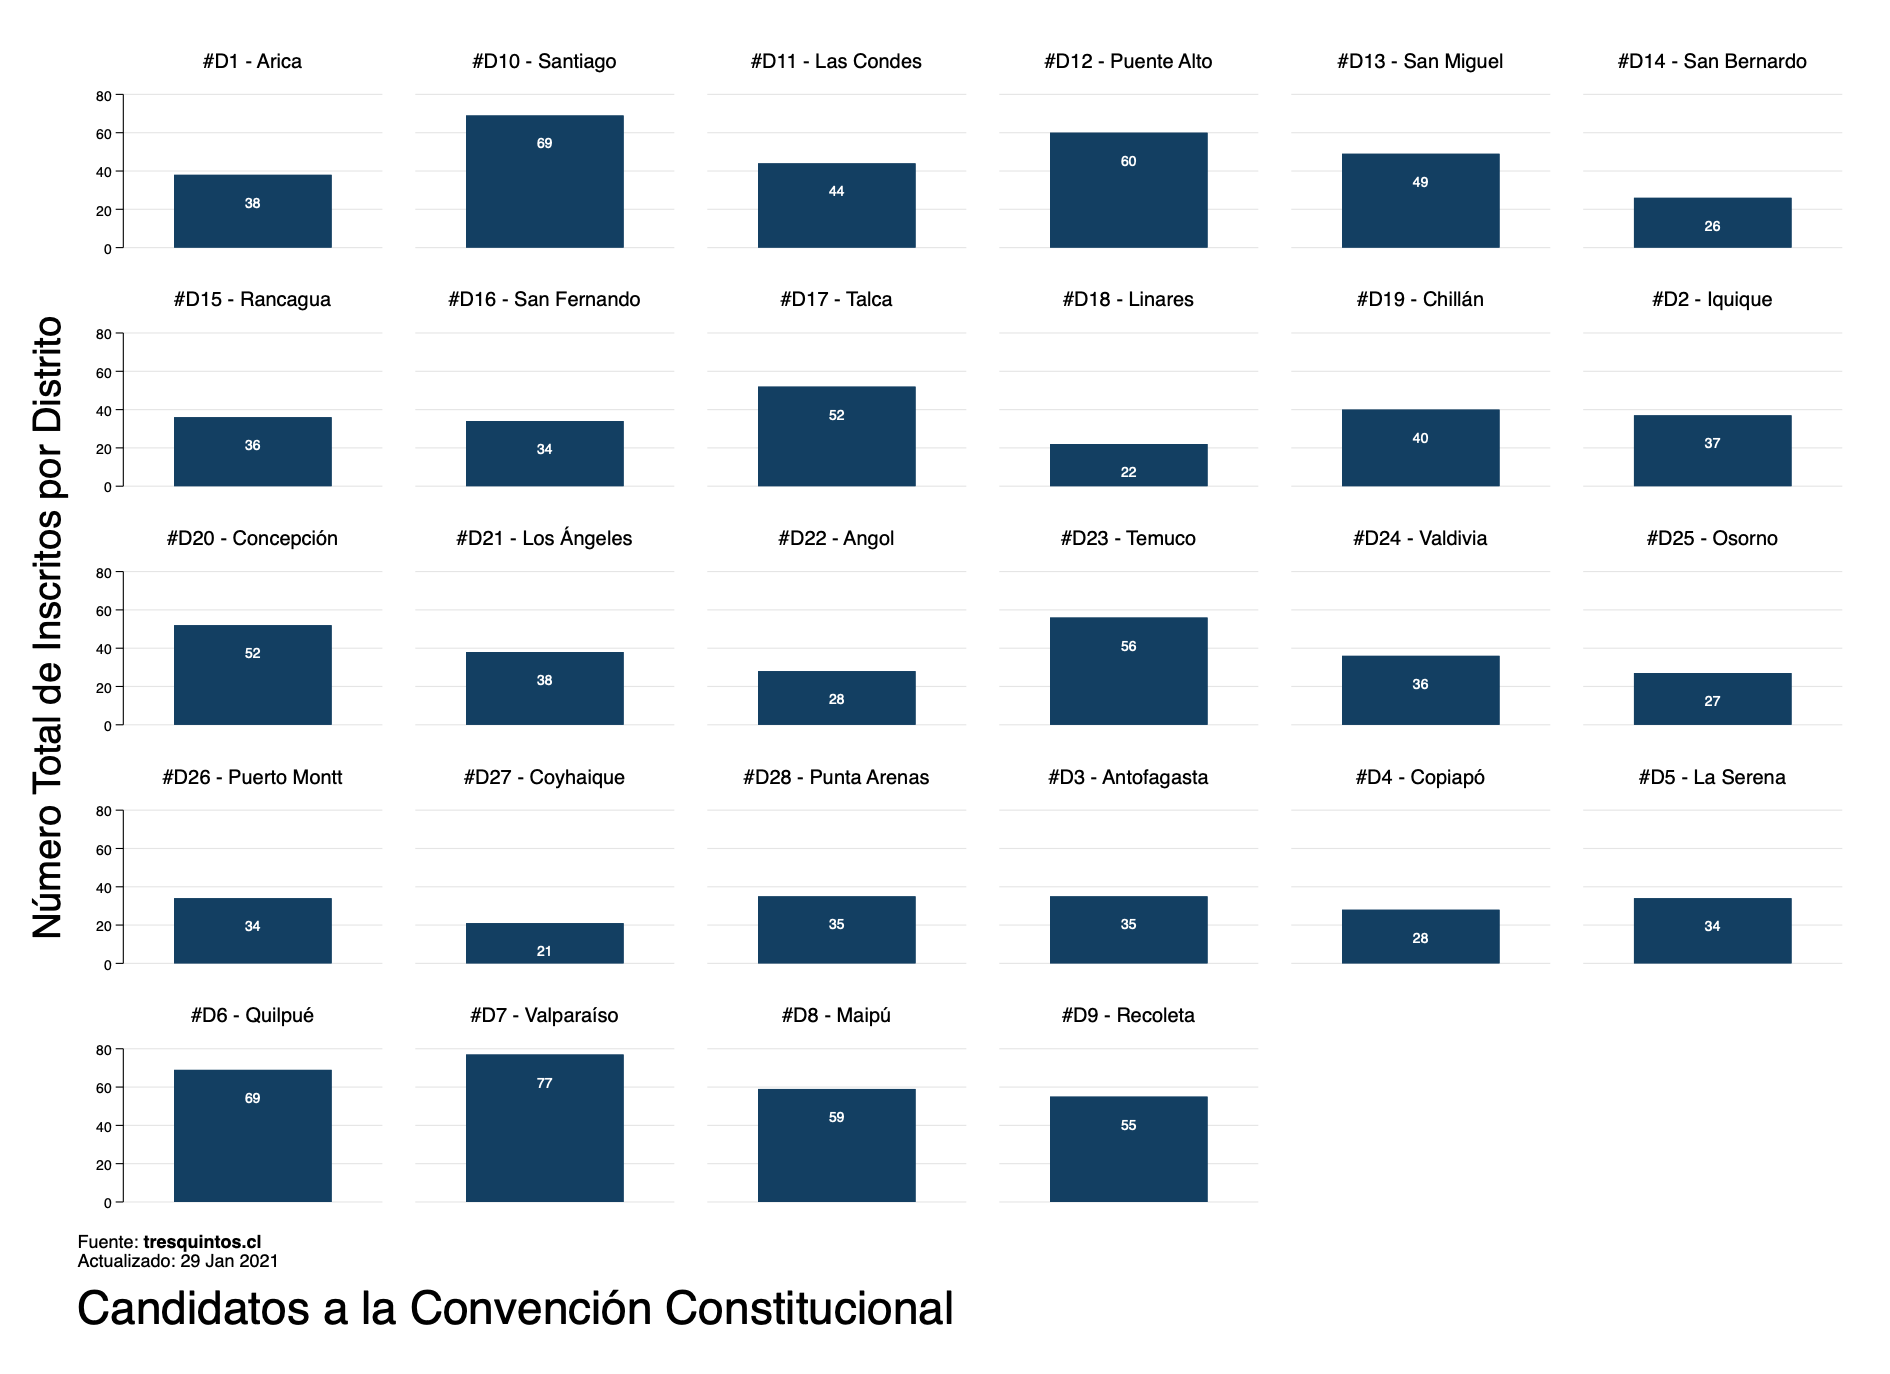 #D1 - Arica
#D10 - Santiago
#D11 - Las Condes
#D12 - Puente Alto
#D13 - San Miguel
#D14 - San Bernardo
80
60
40
20
0
38
69
44
60
49
26
#D15 - Rancagua
#D16 - San Fernando
#D17 - Talca
#D18 - Linares
#D19 - Chillán
#D2 - Iquique
80
60
40
20
0
36
34
52
22
40
37
#D20 - Concepción
#D21 - Los Ángeles
#D22 - Angol
#D23 - Temuco
#D24 - Valdivia
#D25 - Osorno
80
60
40
20
0
52
38
28
56
36
27
#D26 - Puerto Montt
#D27 - Coyhaique
#D28 - Punta Arenas
#D3 - Antofagasta
#D4 - Copiapó
#D5 - La Serena
80
60
40
20
0
34
21
35
35
28
34
#D6 - Quilpué
#D7 - Valparaíso
#D8 - Maipú
#D9 - Recoleta
80
60
40
20
0
69
77
59
55
Número Total de Inscritos por Distrito
Fuente: tresquintos.cl
Actualizado: 29 Jan 2021
Candidatos a la Convención Constitucional